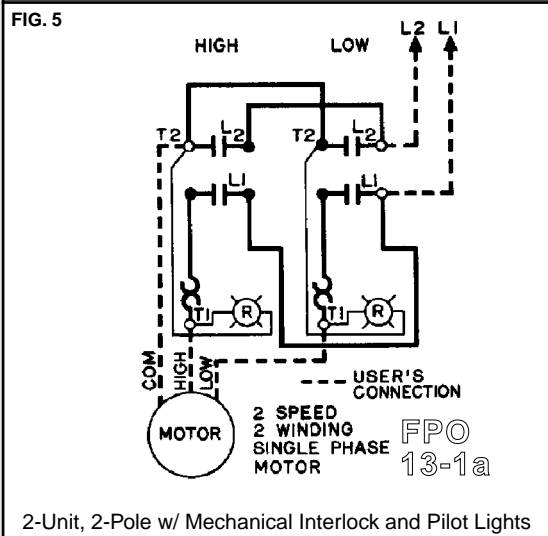 FIG. 5
HIGH
LOW
L2 L1
T2
L2
T2
L2
L1
L1
T1
R
T1
R
COM
HIGH
LOW
USER'S
CONNECTION
MOTOR
2 SPEED
2 WINDING
SINGLE PHASE
MOTOR
FPO
13-1a
2-Unit, 2-Pole w/ Mechanical Interlock and Pilot Lights